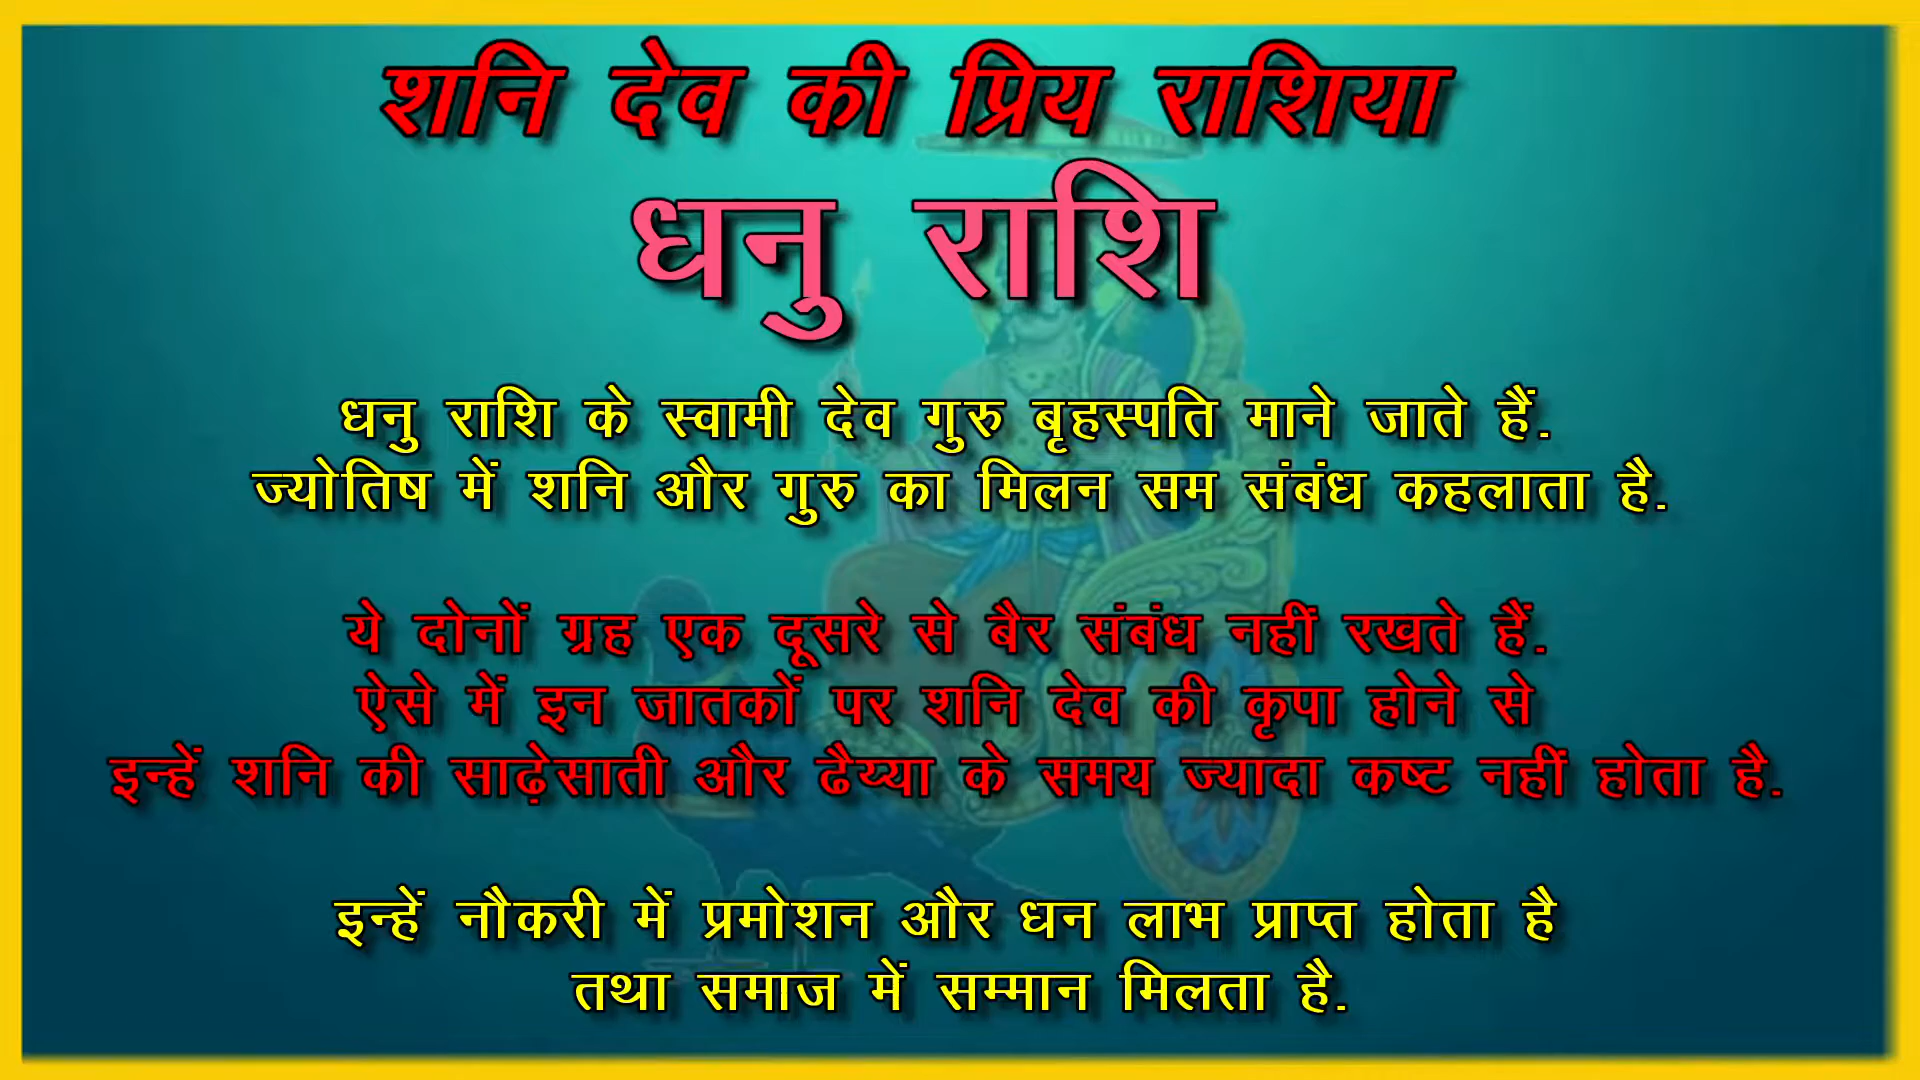 शनि देव की प्रिय राशिया
धनु राशि
धनु राशि के स्वामी देव गुरु बृहस्पति माने जाते हैं.
ज्योतिष में शनि और गुरु का मिलन सम संबंध कहलाता है.
ये दोनों ग्रह एक दूसरे से बैर संबंध नहीं रखते हैं.
ऐसे में इन जातकों पर शनि देव की कृपा होने से
इन्हें शनि की साढ़ेसाती और ढैय्या के समय ज्यादा कष्ट नहीं होता है.
इन्हें नौकरी में प्रमोशन और धन लाभ प्राप्त होता है
तथा समाज में सम्मान मिलता है.